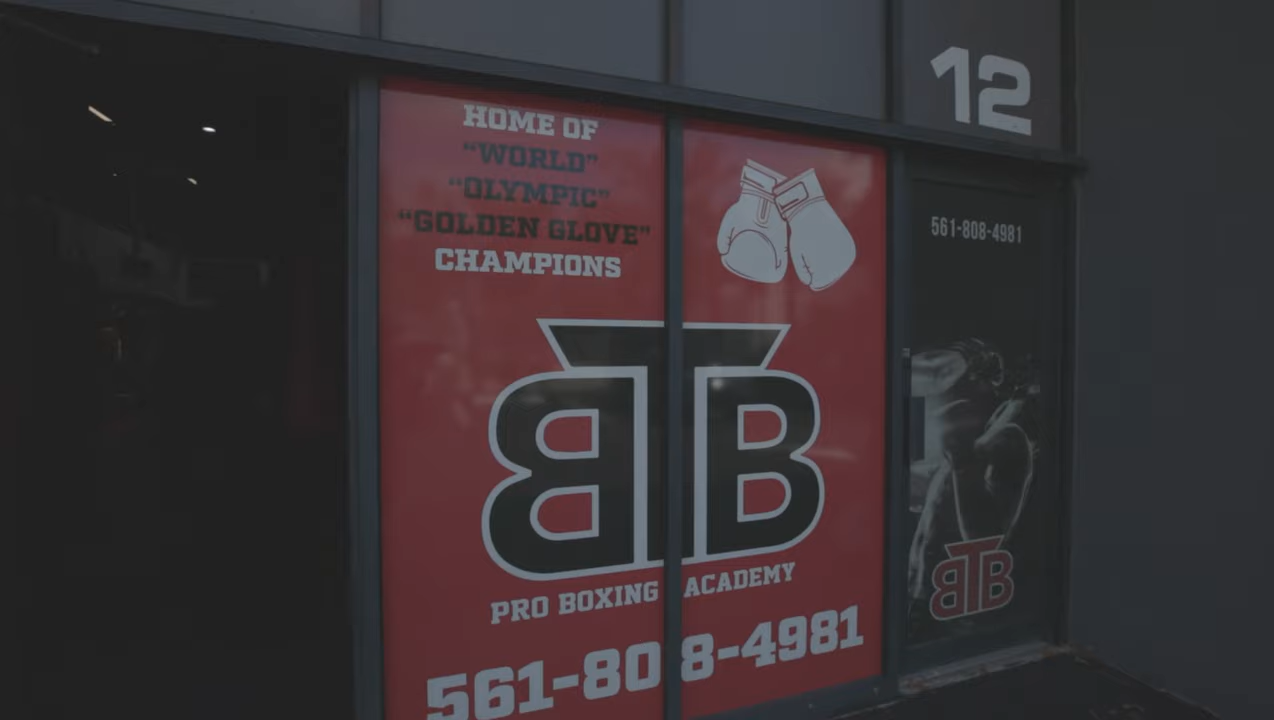 12
HOME OF
“WORLD”
“OLYMPIC”
“GOLDEN GLOVE”
CHAMPIONS
BTB
PRO BOXING ACADEMY
561-808-4981
561-808-4981
BTB